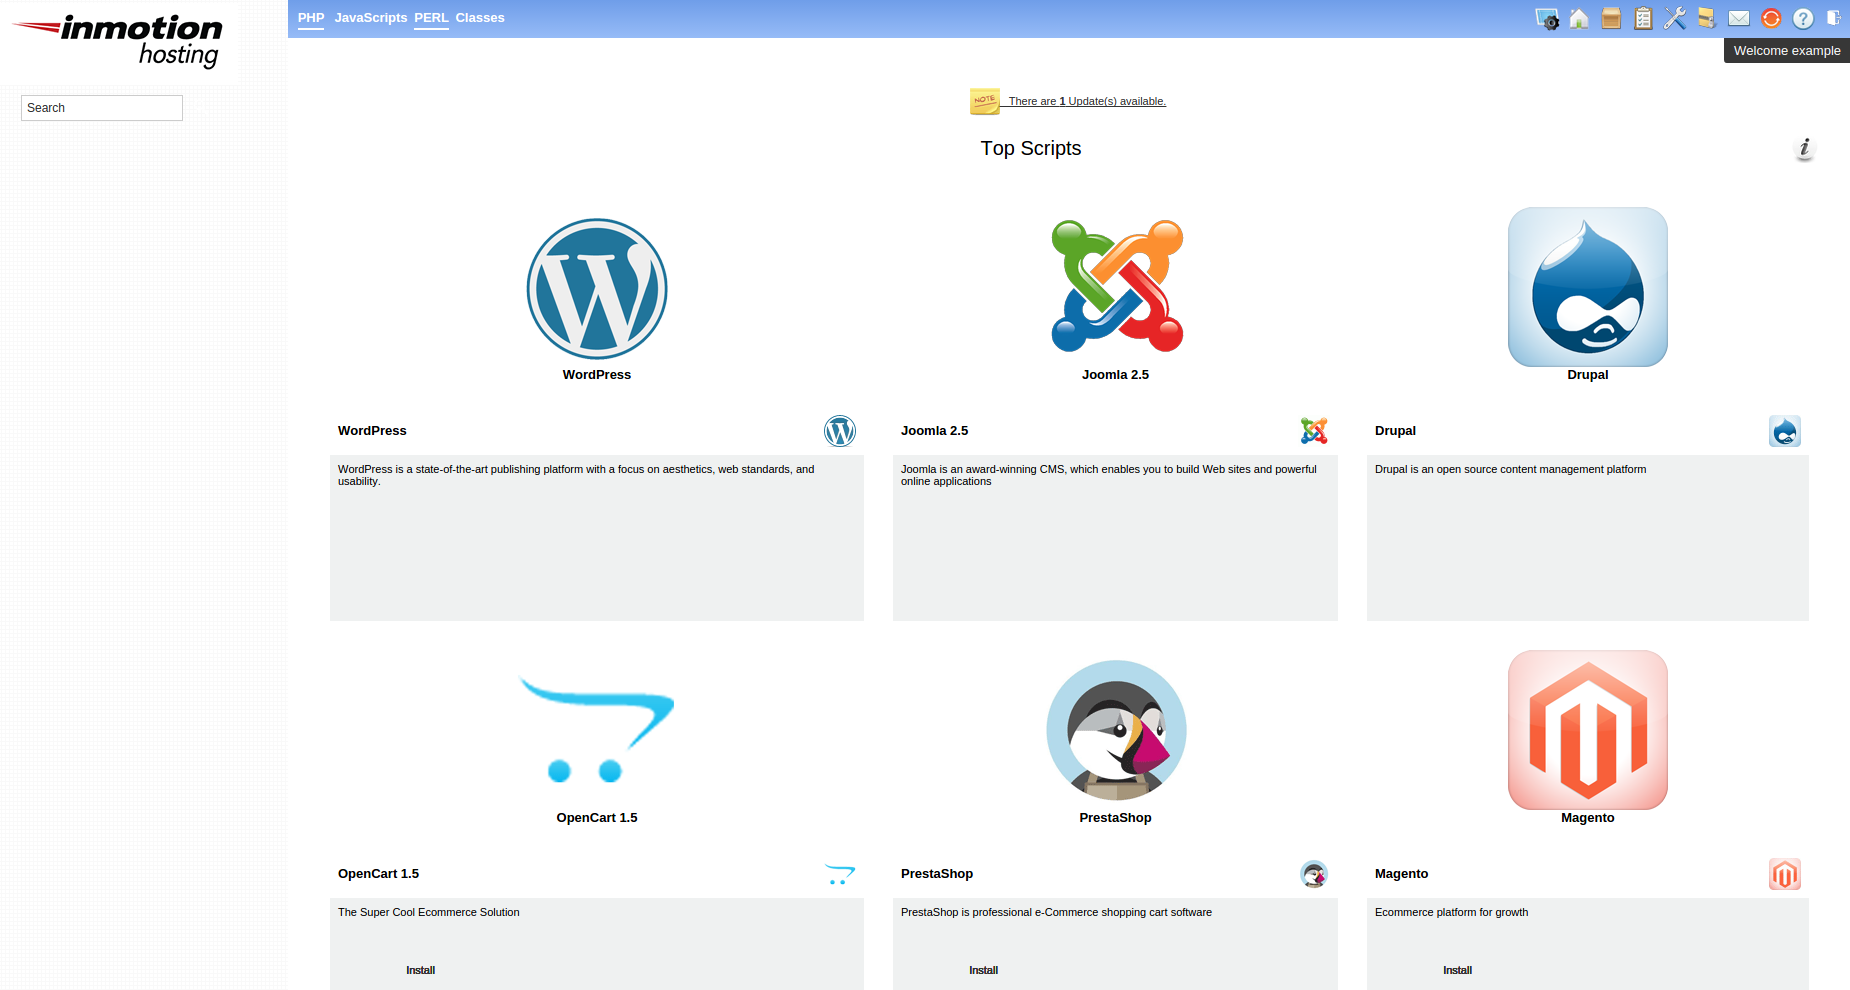 inmotion
hosting
PHP JavaScripts PERL Classes
Welcome example
Search
NOTE
There are 1 Update(s) available.
Top Scripts
WordPress
Joomla 2.5
Drupal
WordPress
WordPress is a state-of-the-art publishing platform with a focus on aesthetics, web standards, and
usability.
Joomla 2.5
Joomla is an award-winning CMS, which enables you to build Web sites and powerful
online applications
Drupal
Drupal is an open source content management platform
OpenCart 1.5
PrestaShop
Magento
OpenCart 1.5
The Super Cool Ecommerce Solution
Install
PrestaShop
PrestaShop is professional e-Commerce shopping cart software
Install
Magento
Ecommerce platform for growth
Install